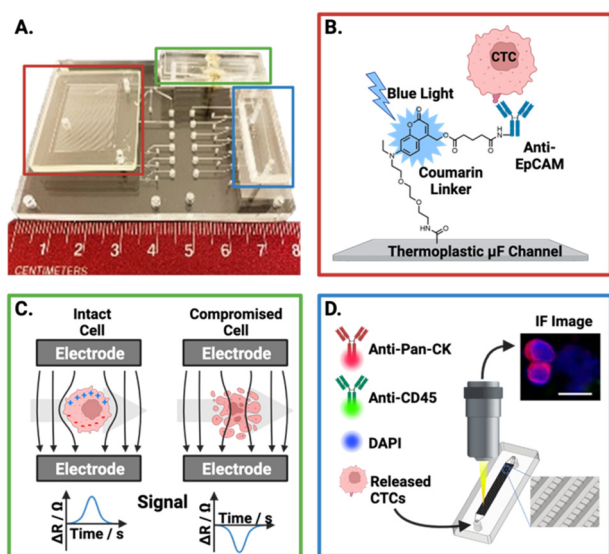 A.
1 2 3 4 5 6 7 8
CENTIMETERS
B.
CTC
Blue Light
O
O
O
O
N
H
N
O
O
NH
O
Coumarin
Linker
Anti-
EpCAM
Thermoplastic µF Channel
C.
Intact
Cell
Compromised
Cell
Electrode
Electrode
Electrode
Electrode
Signal
ΔR / Ω
Time / s
ΔR / Ω
Time / s
D.
IF Image
Anti-Pan-CK
Anti-CD45
DAPI
Released
CTCs